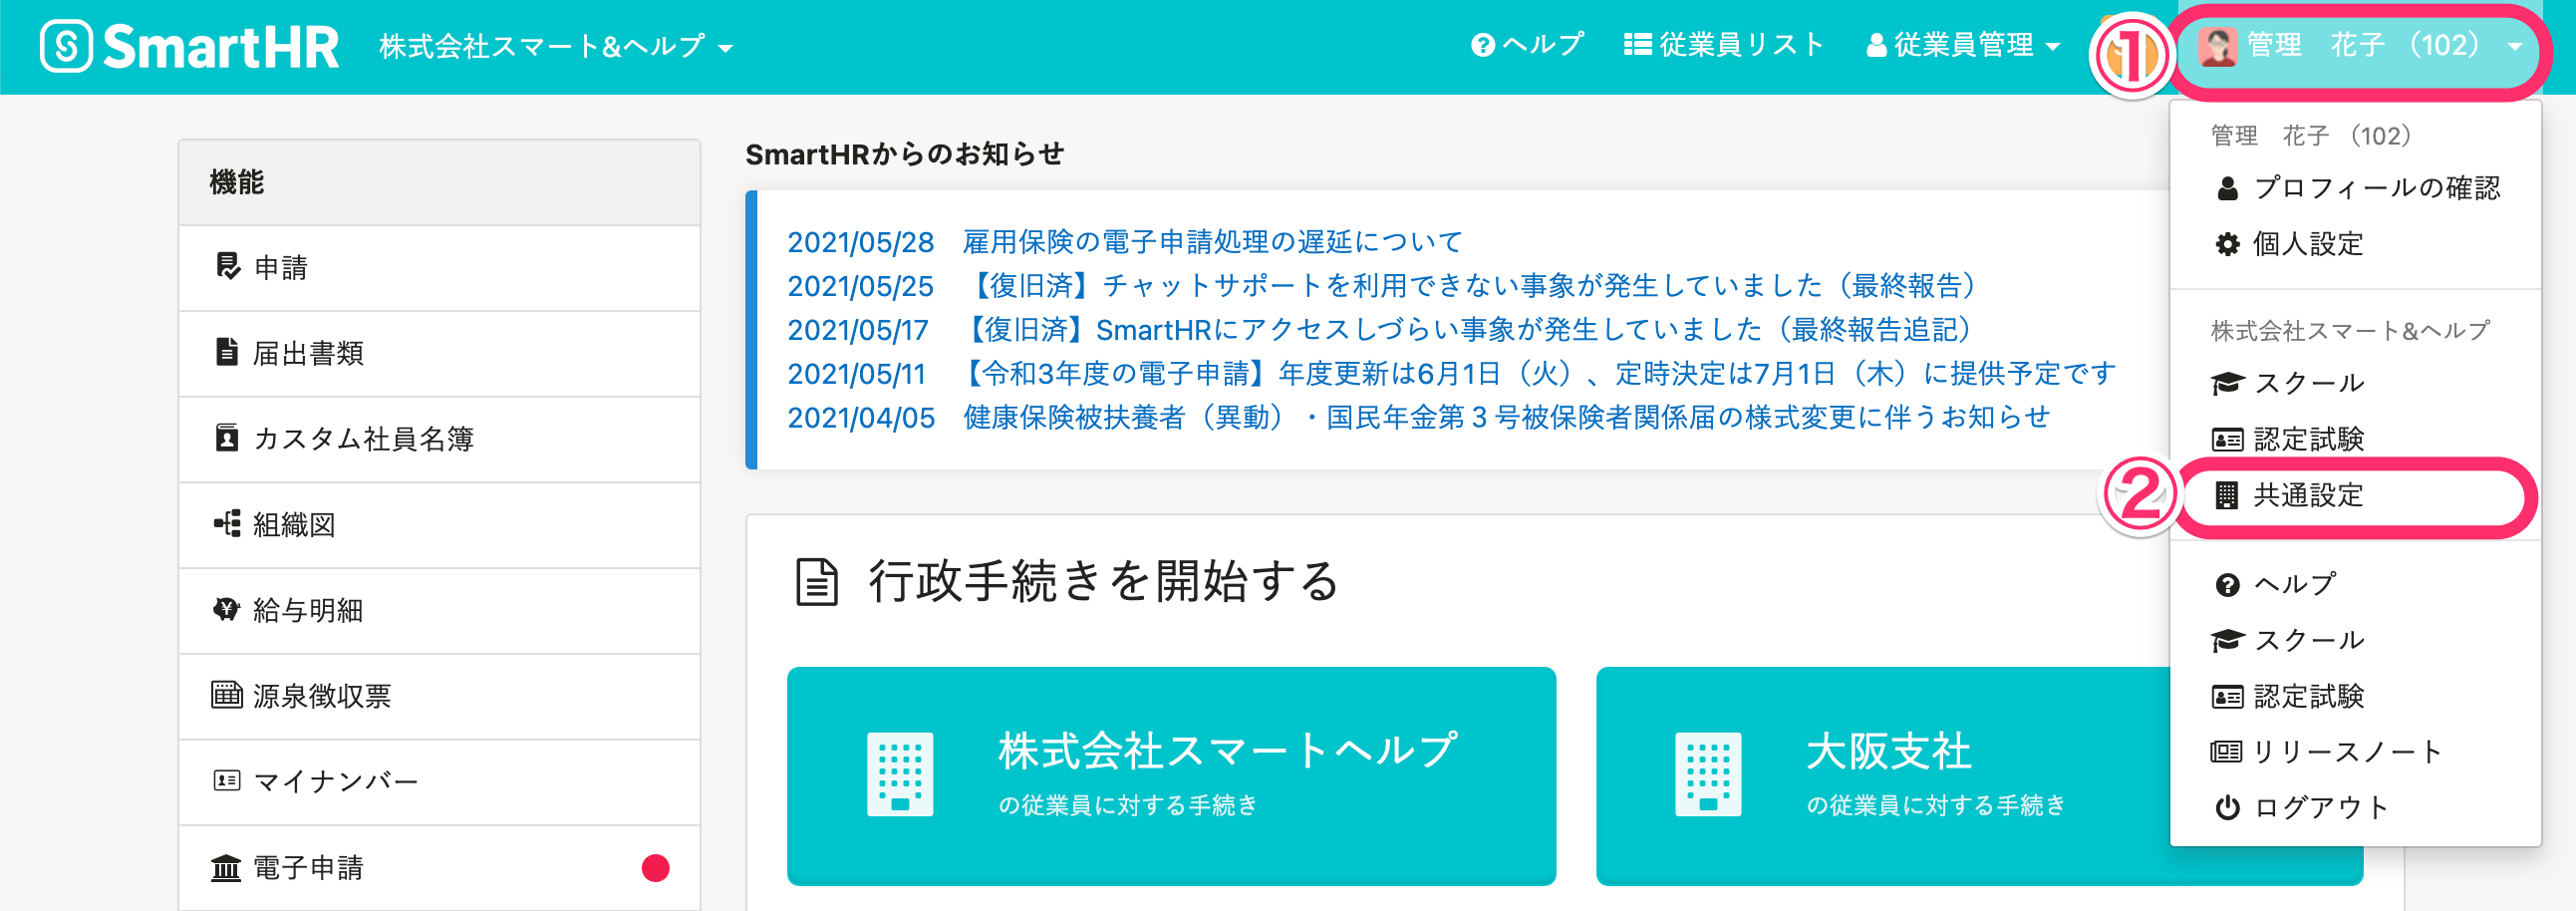 SmartHR 株式会社スマート&ヘルプ
ヘルプ 従業員リスト 従業員管理 ① 管理　花子 （102）
機能
申請
届出書類
カスタム社員名簿
組織図
給与明細
源泉徴収票
マイナンバー
電子申請
SmartHRからのお知らせ
2021/05/28 雇用保険の電子申請処理の遅延について
2021/05/25 【復旧済】チャットサポートを利用できない事象が発生していました（最終報告）
2021/05/17 【復旧済】SmartHRにアクセスしづらい事象が発生していました（最終報告追記）
2021/05/11 【令和3年度の電子申請】年度更新は6月1日（火）、定時決定は7月1日（木）に提供予定です
2021/04/05 健康保険被扶養者（異動）・国民年金第３号被保険者関係届の様式変更に伴うお知らせ
行政手続きを開始する
株式会社スマートヘルプ
の従業員に対する手続き
大阪支社
の従業員に対する手続き
管理　花子 （102）
プロフィールの確認
個人設定
株式会社スマート&ヘルプ
スクール
認定試験
② 共通設定
ヘルプ
スクール
認定試験
リリースノート
ログアウト